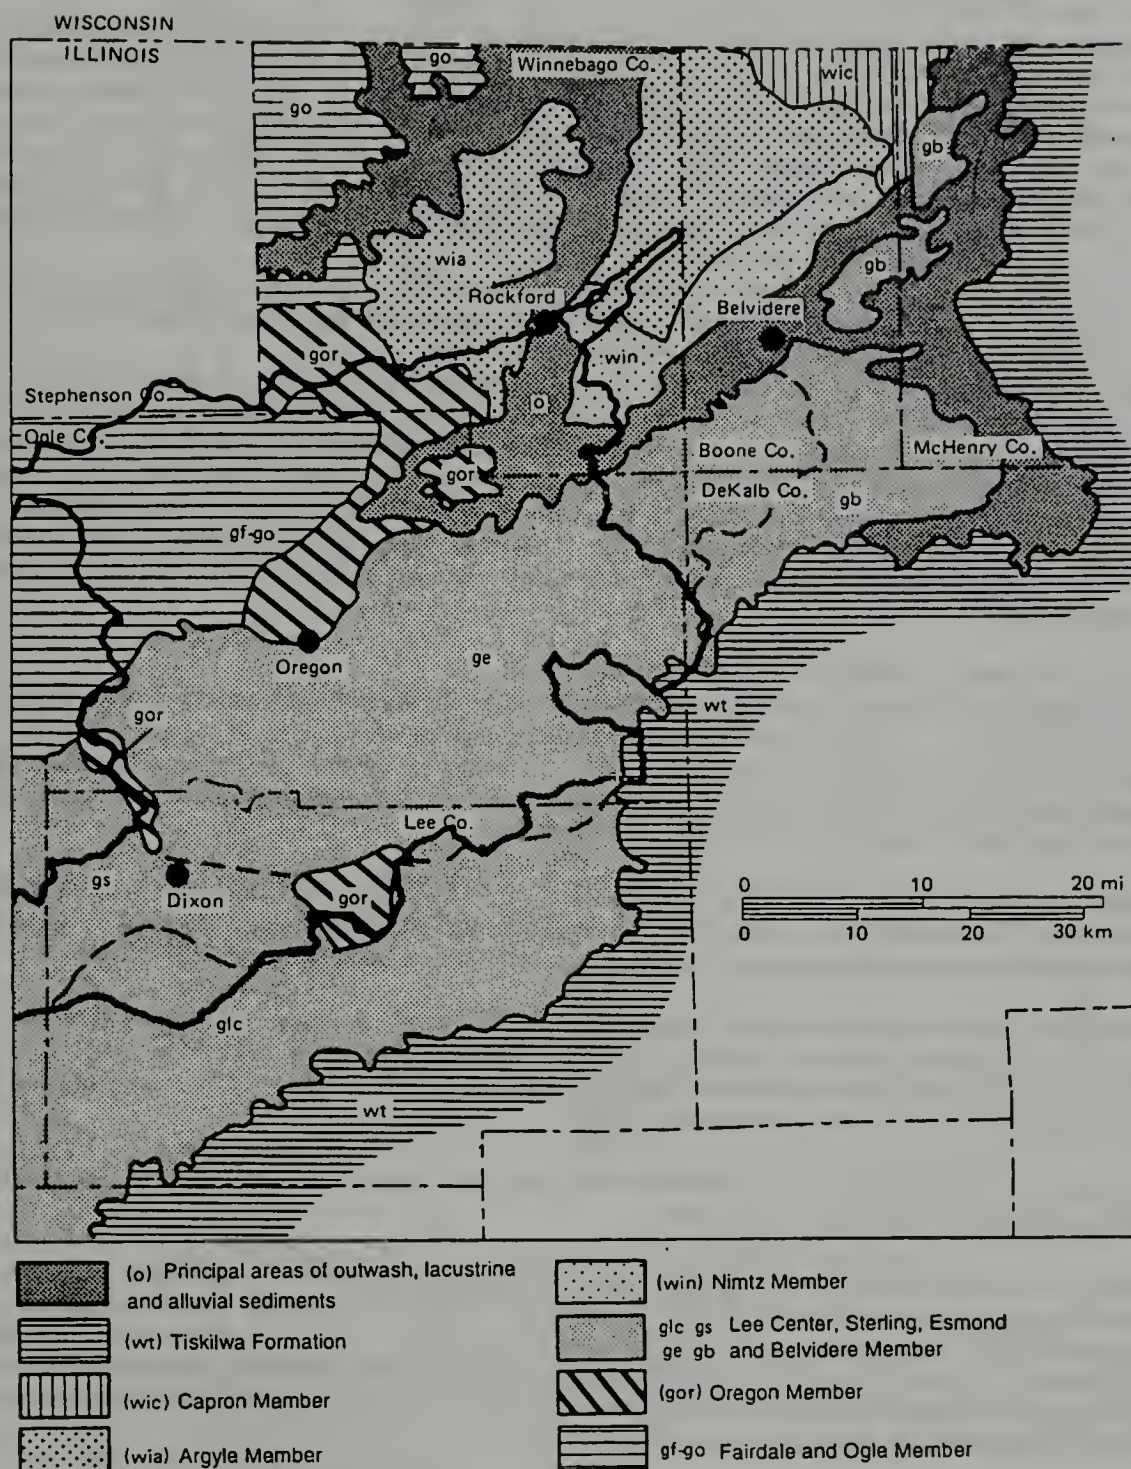 WISCONSIN
ILLINOIS
go
Winnebago Co.
wic
go
gb
wia
gb
Rockford
Belvidere
gor
win
Stephenson Co.
o
Ogle Co.
Boone Co.
McHenry Co.
gor
DeKalb Co.
gb
gf-go
Oregon
ge
gor
wt
Lee Co.
gs
Dixon
gor
0 10 20 mi
0 10 20 30 km
glc
wt
(o) Principal areas of outwash, lacustrine
and alluvial sediments
(wt) Tiskilwa Formation
(wic) Capron Member
(wia) Argyle Member
(win) Nimtz Member
glc gs Lee Center, Sterling, Esmond
ge gb and Belvidere Member
(gor) Oregon Member
gf-go Fairdale and Ogle Member